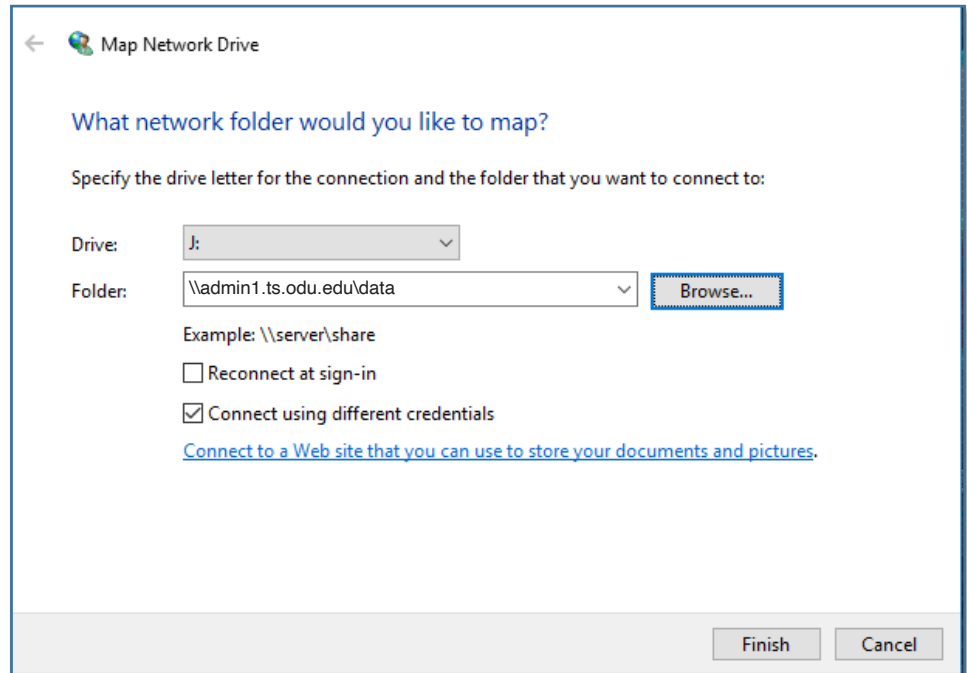 Map Network Drive
What network folder would you like to map?
Specify the drive letter for the connection and the folder that you want to connect to:
Drive: J:
Folder: \\admin1.ts.odu.edu\data Browse...
Example: \\server\share
Reconnect at sign-in
Connect using different credentials
Connect to a Web site that you can use to store your documents and pictures.
Finish Cancel